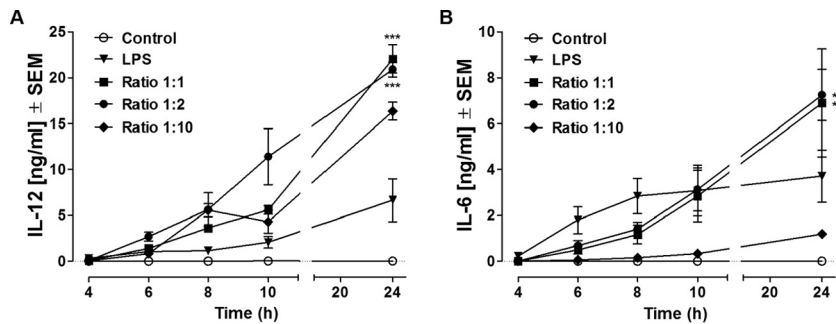 A
IL-12 [ng/ml] ± SEM
25
20
15
10
5
0
Control
LPS
Ratio 1:1
Ratio 1:2
Ratio 1:10
***
***
4 6 8 10 20 24
Time (h)
B
IL-6 [ng/ml] ± SEM
10
8
6
4
2
0
Control
LPS
Ratio 1:1
Ratio 1:2
Ratio 1:10
*
*
4 6 8 10 20 24
Time (h)